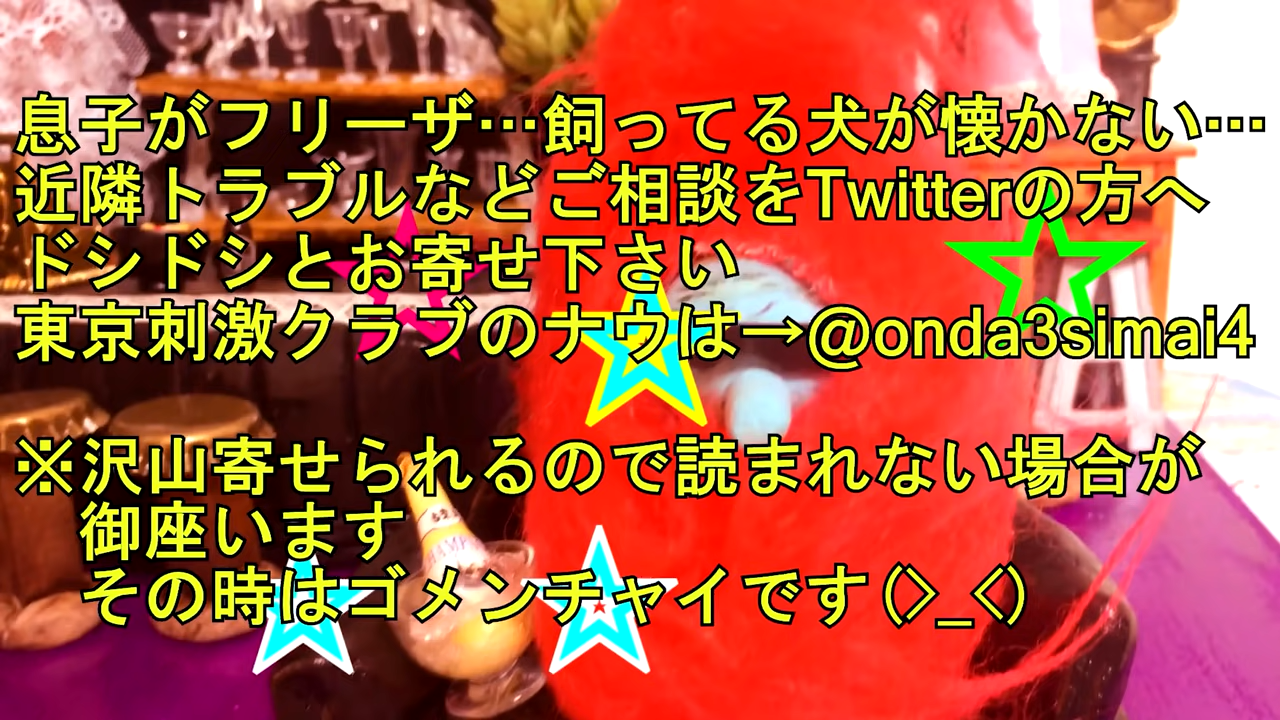 息子がフリーザ…飼ってる犬が懐かない…
近隣トラブルなどご相談をTwitterの方へ
ドシドシとお寄せ下さい
東京刺激クラブのナウは→@onda3simai4
※沢山寄せられるので読まれない場合が
御座います
その時はゴメンチャイです(>_<)